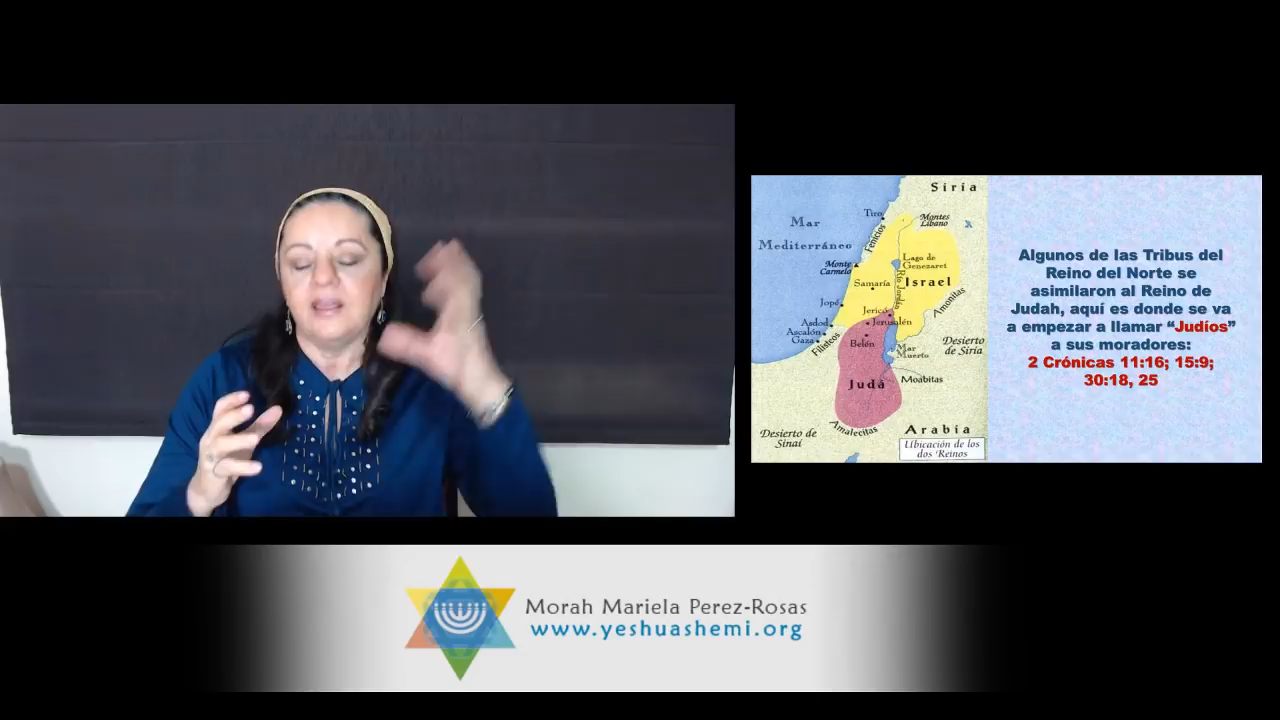 Siria
Tiro
Montes
Líbano
Mar
Mediterráneo
Fenicios
Monte
Carmelo
Lago de
Genezaret
Samaria
Río Jordán
Israel
Jope
Jericó
Amonitas
Asdod
Jerusalén
Ascalón
Gaza
Filisteos
Belén
Mar
Muerto
Desierto
de Siria
Judá
Moabitas
Amalecitas
Arabia
Desierto de
Sinaí
Ubicación de los
dos Reinos
Algunos de las Tribus del
Reino del Norte se
asimilaron al Reino de
Judah, aquí es donde se va
a empezar a llamar “Judíos”
a sus moradores:
2 Crónicas 11:16; 15:9;
30:18, 25
Morah Mariela Perez-Rosas
www.yeshuashemi.org